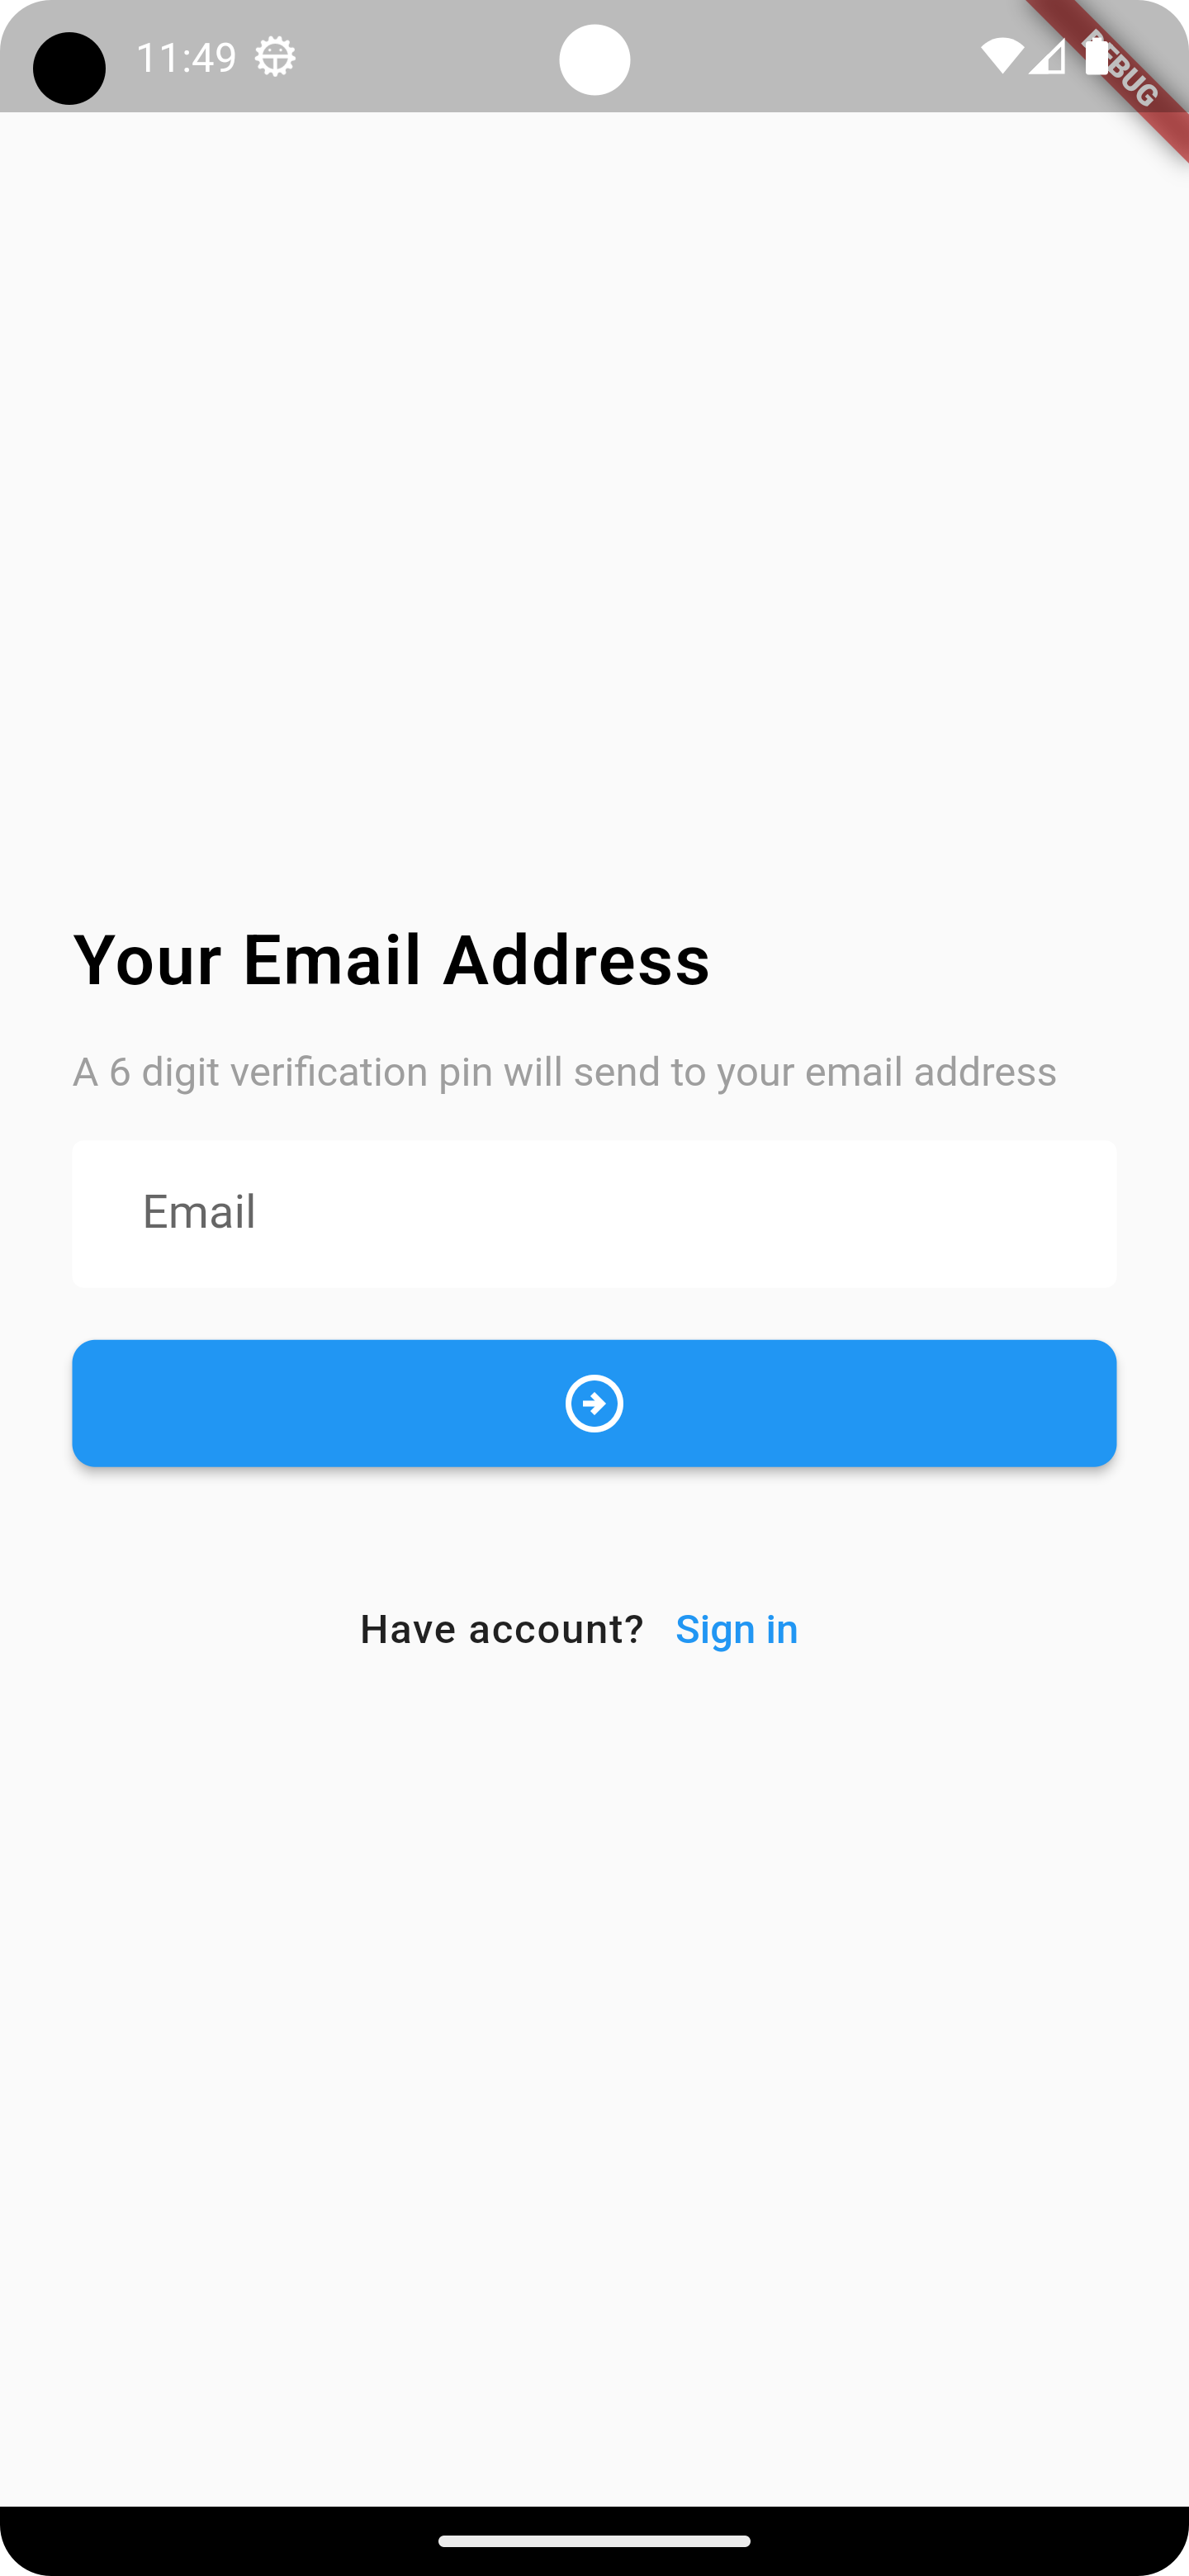 11:49
DEBUG
Your Email Address
A 6 digit verification pin will send to your email address
Email
Have account? Sign in